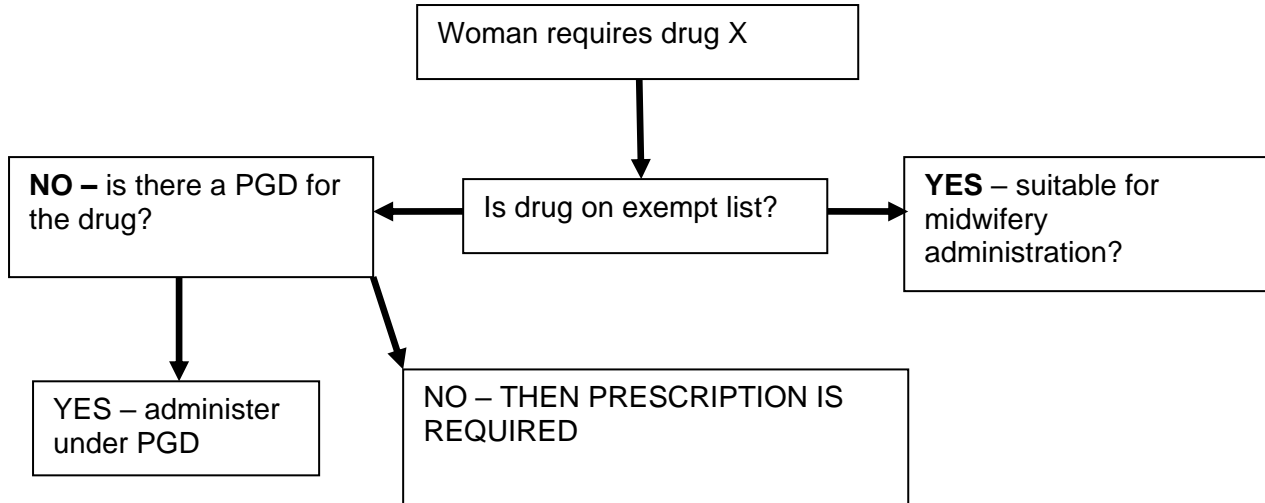 Woman requires drug X
NO – is there a PGD for
the drug?
Is drug on exempt list?
YES – suitable for
midwifery
administration?
YES – administer
under PGD
NO – THEN PRESCRIPTION IS
REQUIRED